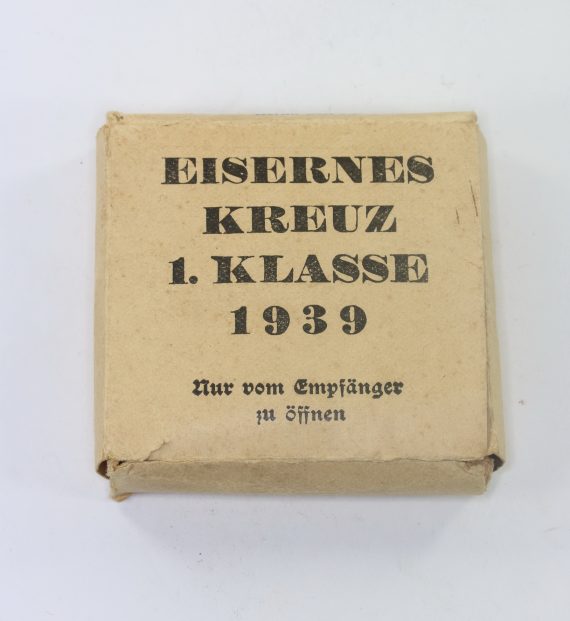 EISERNES
KREUZ
1. KLASSE
1939
Nur vom Empfänger
zu öffnen